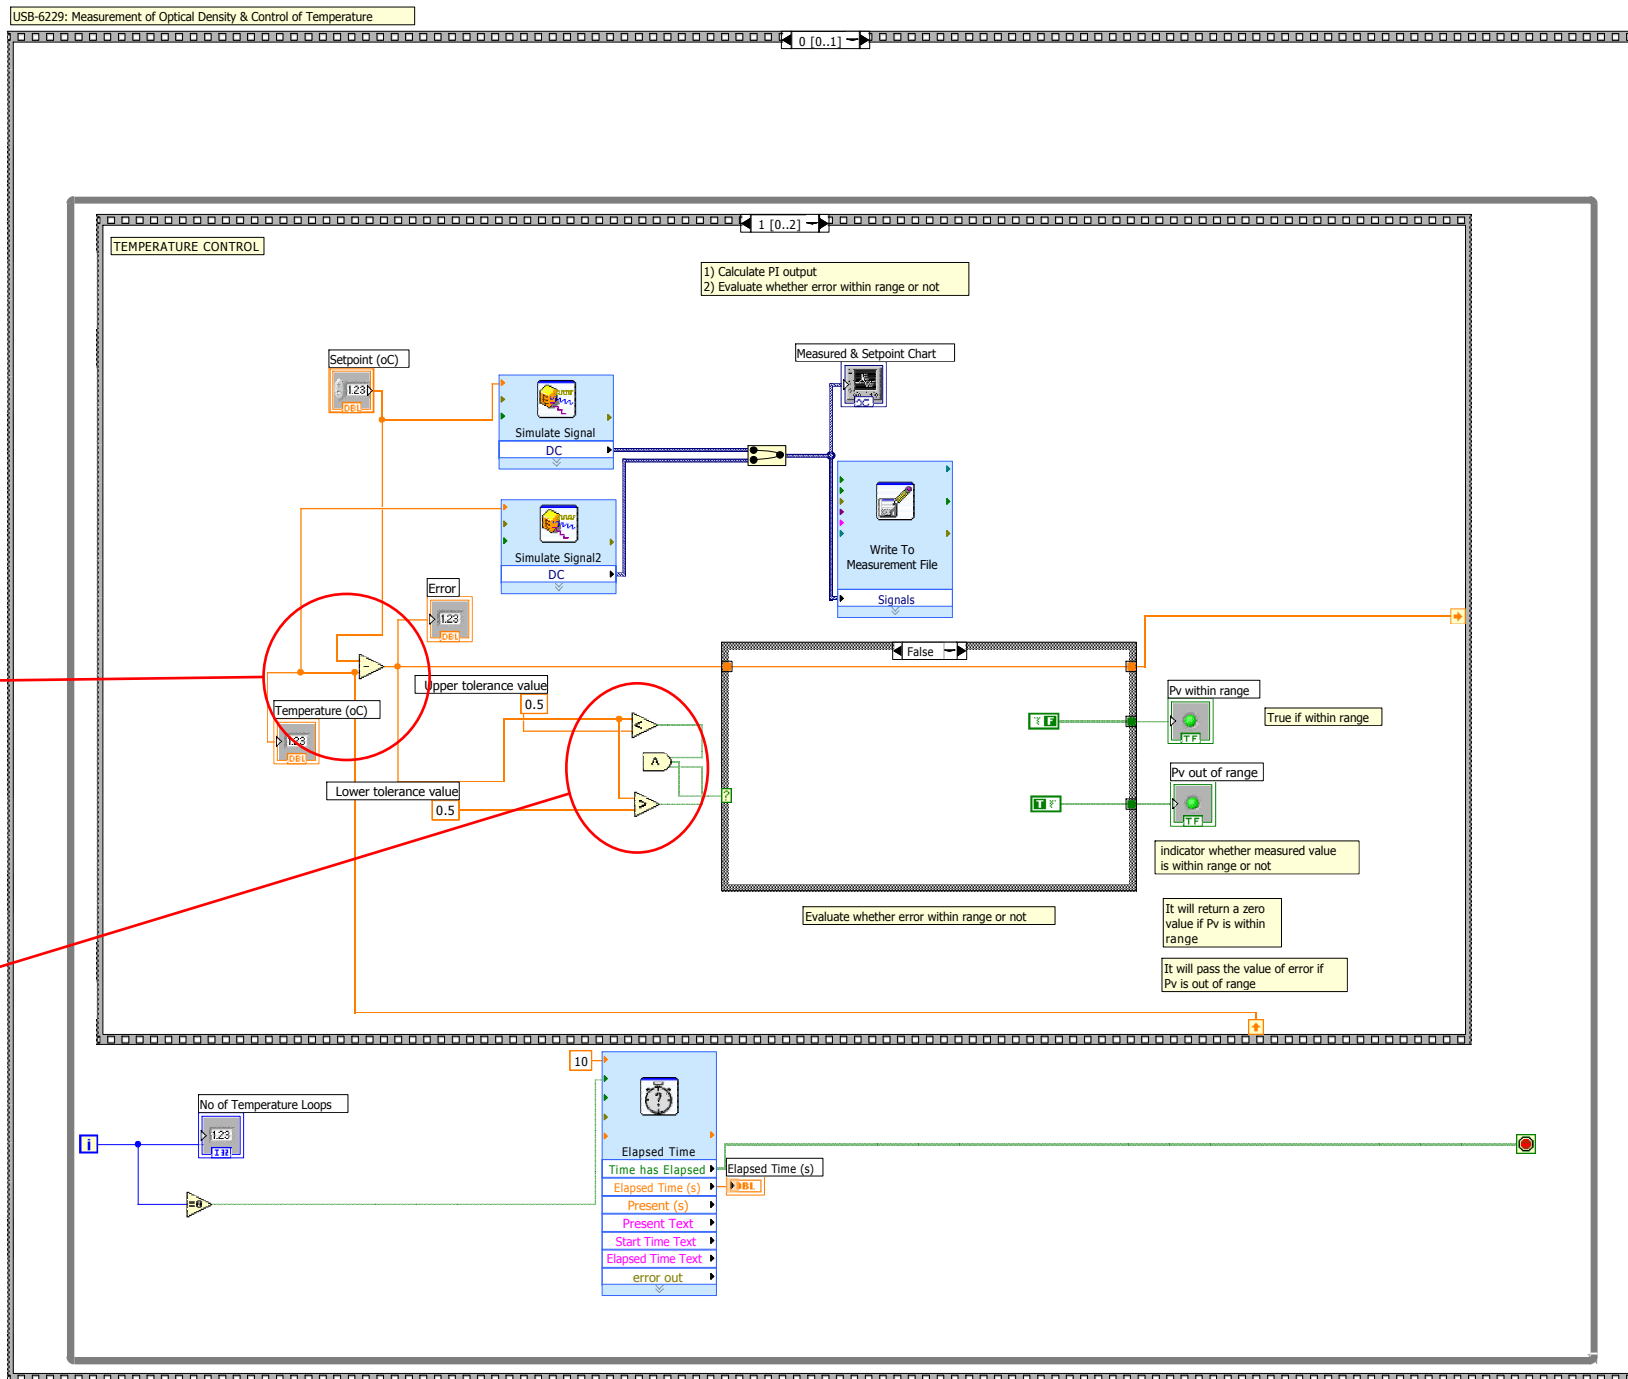 USB-6229: Measurement of Optical Density & Control of Temperature
0 [0..1]
1 [0..2]
TEMPERATURE CONTROL
1) Calculate PI output
2) Evaluate whether error within range or not
Setpoint (oC)
1.23
DBL
Simulate Signal
DC
Measured & Setpoint Chart
Simulate Signal2
DC
Write To
Measurement File
Signals
Error
1.23
DBL
False
Upper tolerance value
0.5
Temperature (oC)
1.23
DBL
Lower tolerance value
0.5
<
A
>
?
F
T
Pv within range
TF
True if within range
Pv out of range
TF
indicator whether measured value
is within range or not
Evaluate whether error within range or not
It will return a zero
value if Pv is within
range
It will pass the value of error if
Pv is out of range
10
No of Temperature Loops
1.23
I32
i
=0
?
Elapsed Time
Time has Elapsed
Elapsed Time (s)
Present (s)
Present Text
Start Time Text
Elapsed Time Text
error out
Elapsed Time (s)
DBL